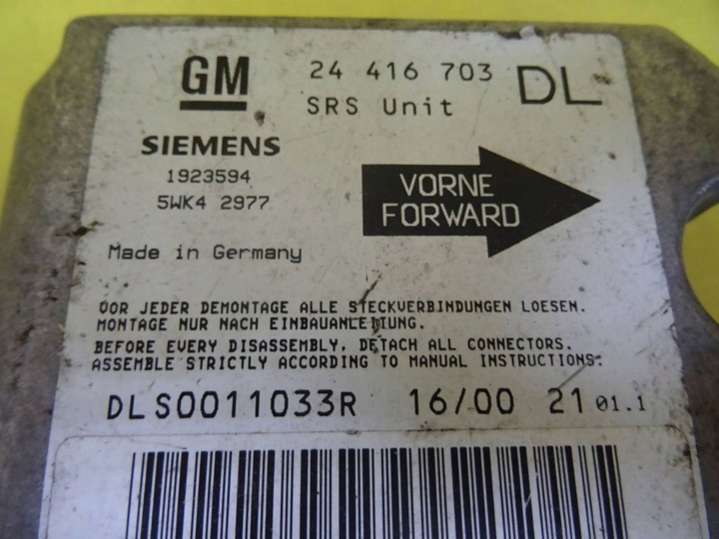 GM 24 416 703 DL
SRS Unit
SIEMENS
1923594
5WK4 2977
VORNE
FORWARD
Made in Germany
VOR JEDER DEMONTAGE ALLE STECKVERBINDUNGEN LOESEN.
MONTAGE NUR NACH EINBAUANLEITUNG.
BEFORE EVERY DISASSEMBLY, DETACH ALL CONNECTORS.
ASSEMBLE STRICTLY ACCORDING TO MANUAL INSTRUCTIONS.
DLS0011033R 16/00 21 01.1